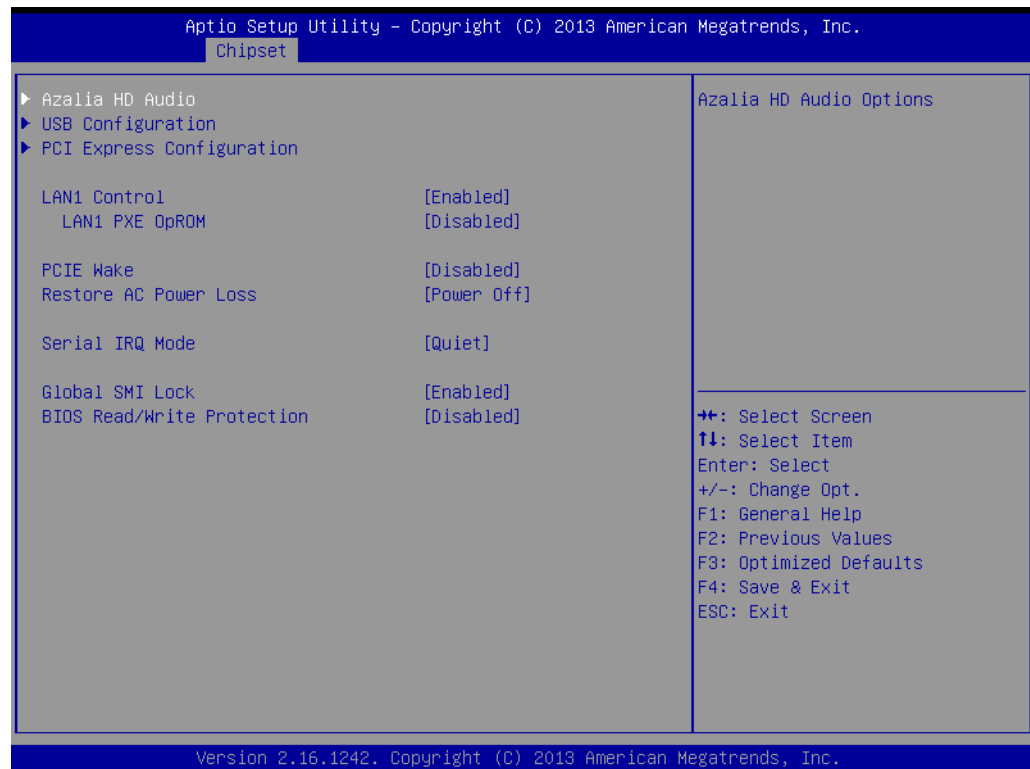 Aptio Setup Utility – Copyright (C) 2013 American Megatrends, Inc.
Chipset
▶ Azalia HD Audio
▶ USB Configuration
▶ PCI Express Configuration
LAN1 Control [Enabled]
LAN1 PXE OpROM [Disabled]
PCIE Wake [Disabled]
Restore AC Power Loss [Power Off]
Serial IRQ Mode [Quiet]
Global SMI Lock [Enabled]
BIOS Read/Write Protection [Disabled]
Azalia HD Audio Options
→←: Select Screen
↑↓: Select Item
Enter: Select
+/-: Change Opt.
F1: General Help
F2: Previous Values
F3: Optimized Defaults
F4: Save & Exit
ESC: Exit
Version 2.16.1242. Copyright (C) 2013 American Megatrends, Inc.